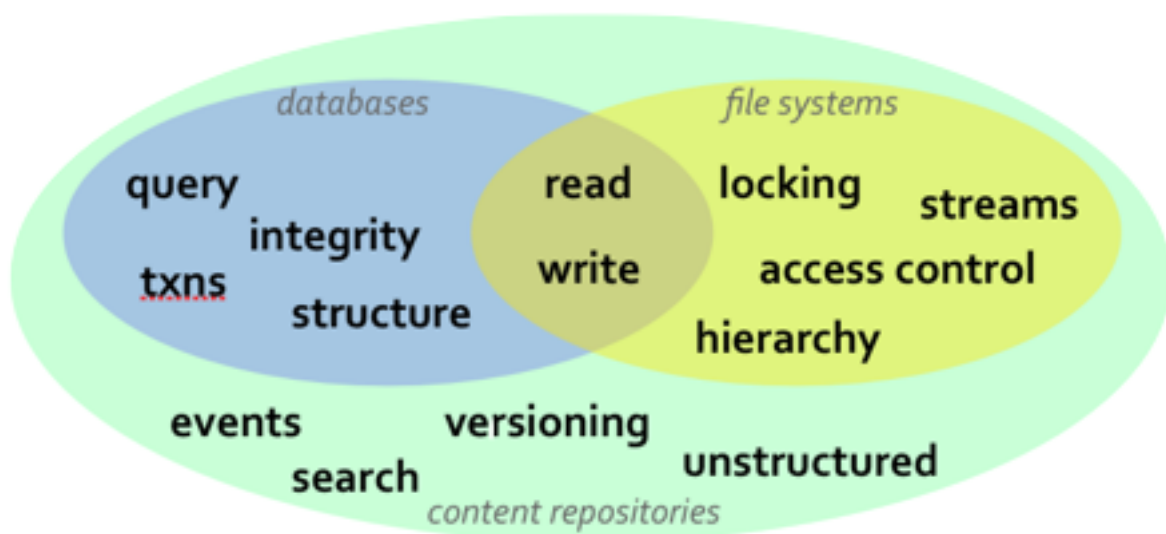 databases
file systems
query
read
locking
streams
integrity
txns
write
access control
structure
hierarchy
events
versioning
search
unstructured
content repositories